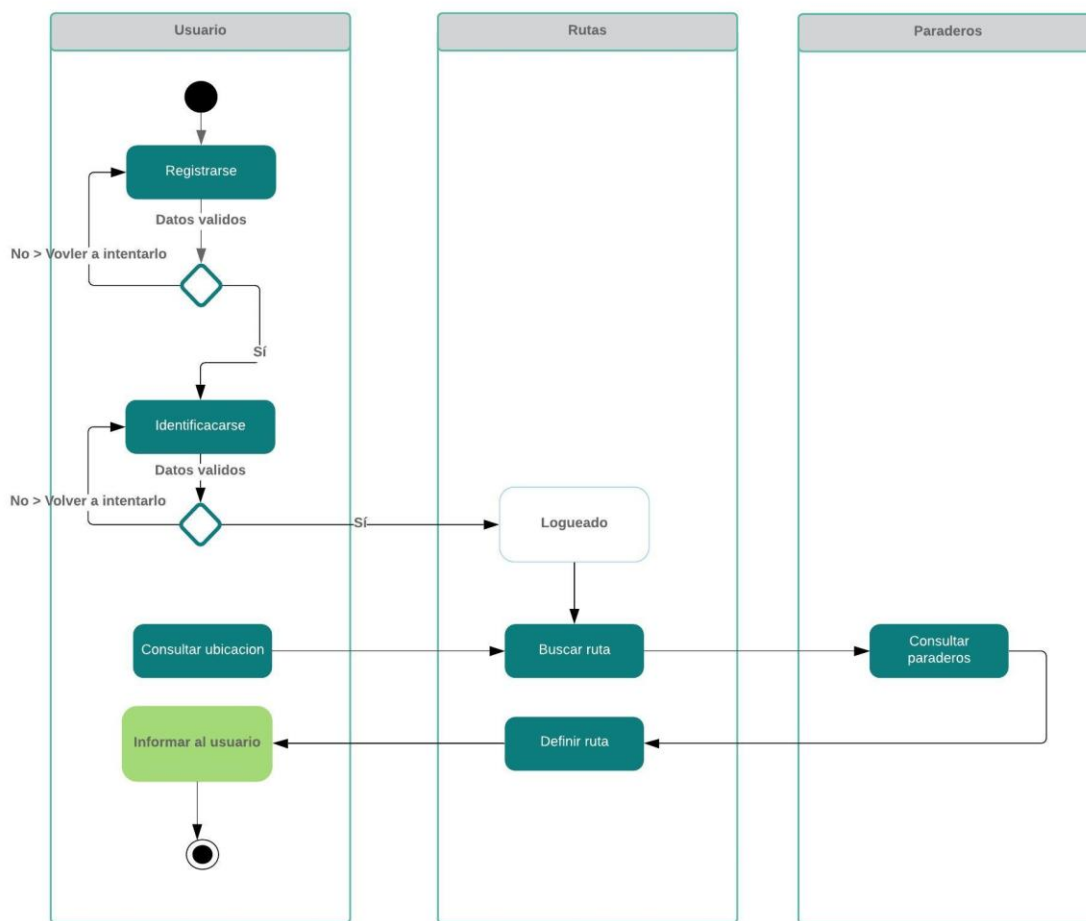 Usuario
Rutas
Paraderos
Registrarse
Datos validos
No > Vovler a intentarlo
Sí
Identificacarse
Datos validos
No > Volver a intentarlo
Sí
Logueado
Consultar ubicacion
Buscar ruta
Consultar
paraderos
Informar al usuario
Definir ruta